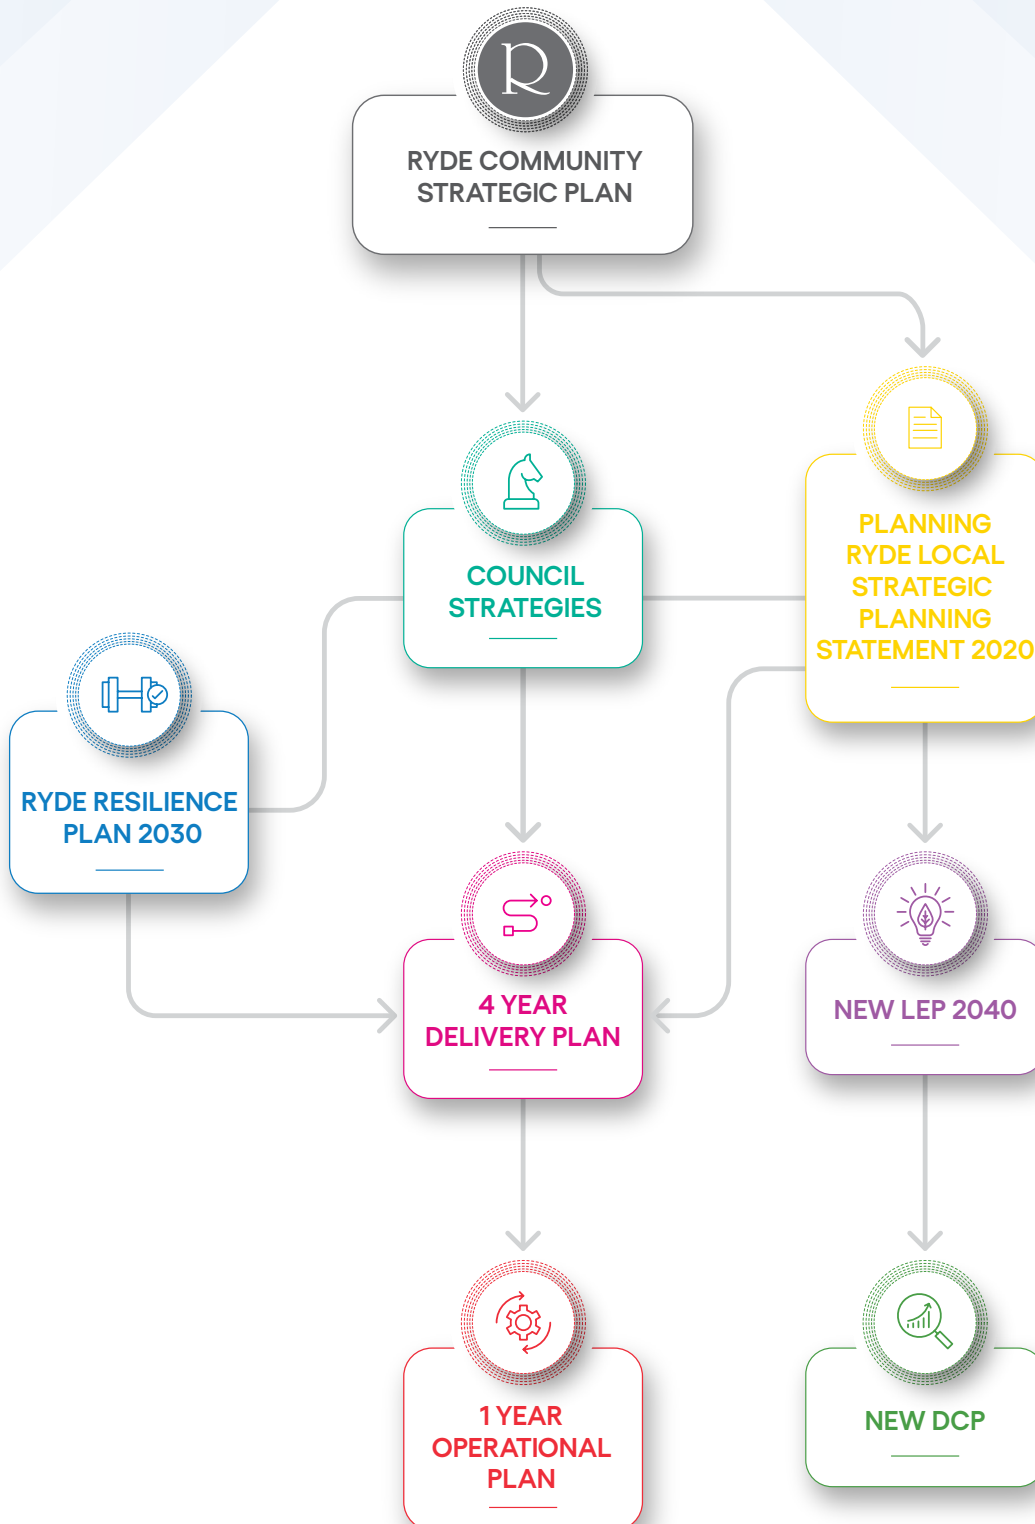 R
RYDE COMMUNITY
STRATEGIC PLAN
COUNCIL
STRATEGIES
PLANNING
RYDE LOCAL
STRATEGIC
PLANNING
STATEMENT 2020
RYDE RESILIENCE
PLAN 2030
4 YEAR
DELIVERY PLAN
NEW LEP 2040
1 YEAR
OPERATIONAL
PLAN
NEW DCP